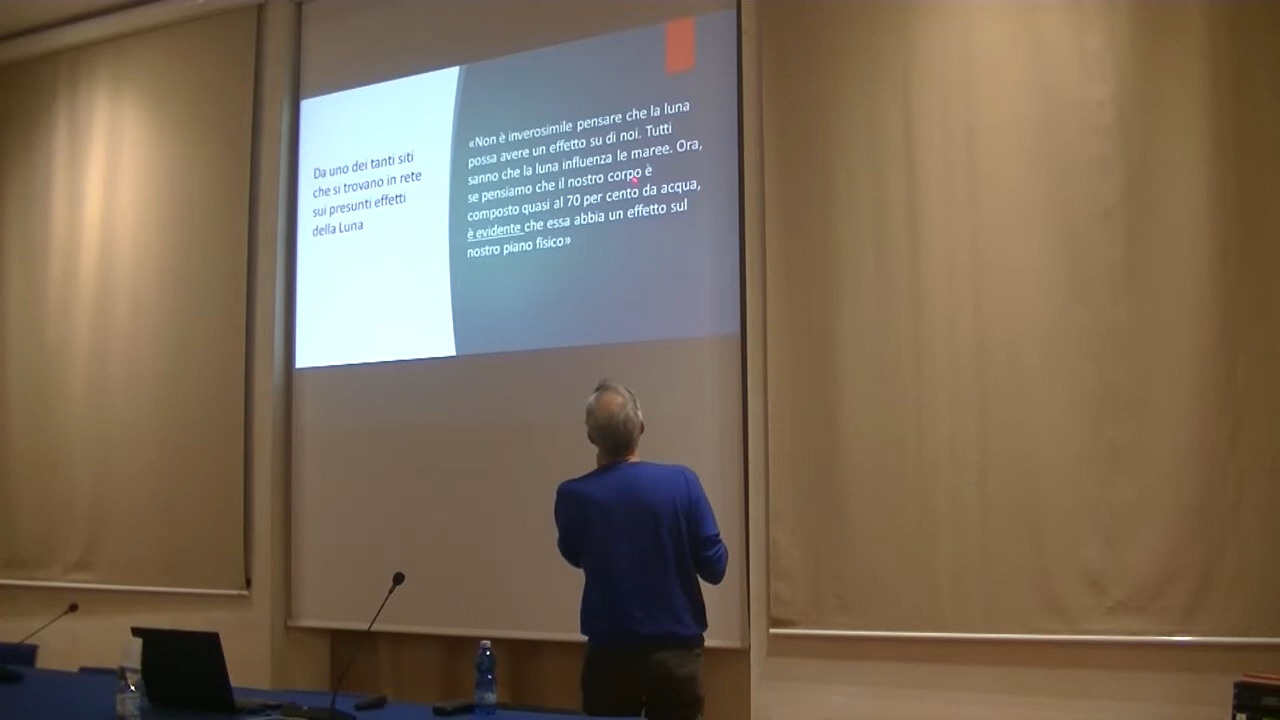 Da uno dei tanti siti
che si trovano in rete
sui presunti effetti
della Luna
«Non è inverosimile pensare che la luna
possa avere un effetto su di noi. Tutti
sanno che la luna influenza le maree. Ora,
se pensiamo che il nostro corpo è
composto quasi al 70 per cento da acqua,
è evidente che essa abbia un effetto sul
nostro piano fisico»